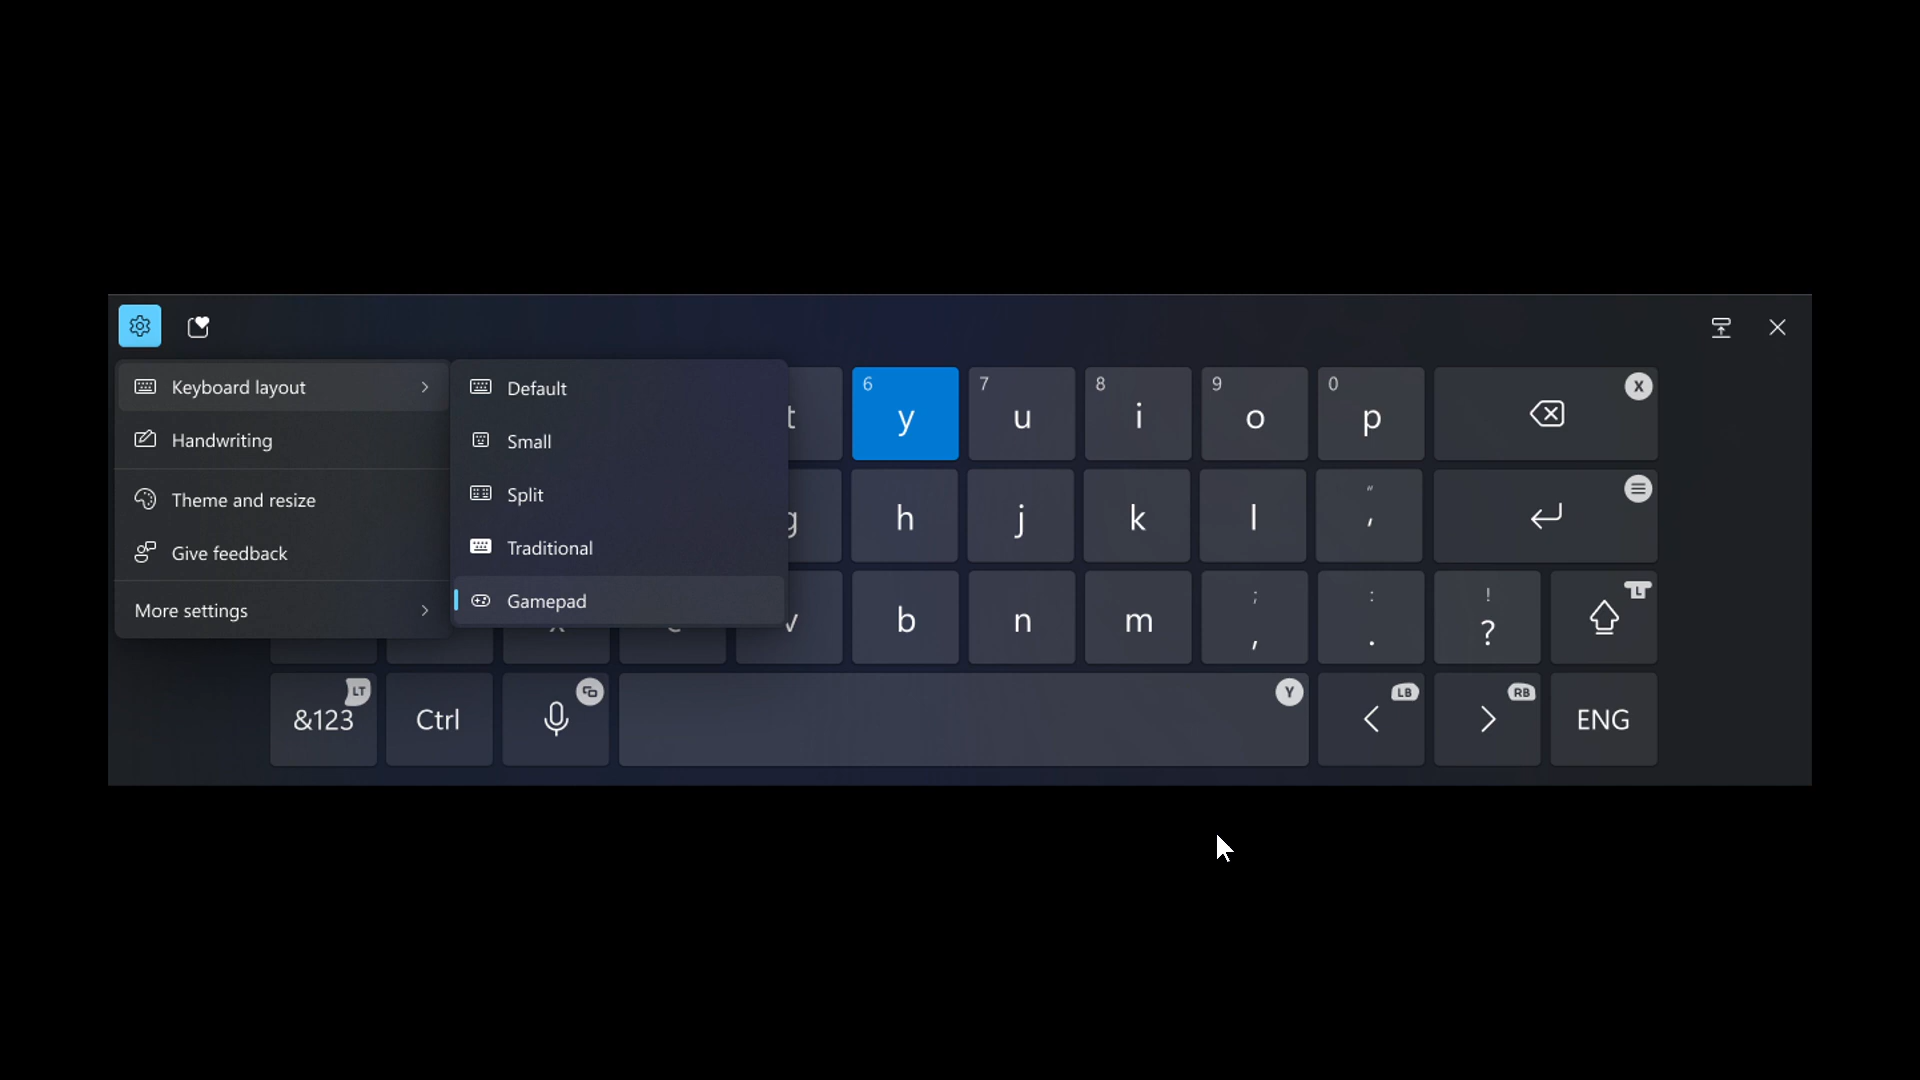 Keyboard layout
Handwriting
Theme and resize
Give feedback
More settings
Default
Small
Split
Traditional
Gamepad
t 6 y 7 u 8 i 9 o 0 p X
g h j k l " '
v b n m ; , : . ! ? L
&123 LT Ctrl Y < LB > RB ENG